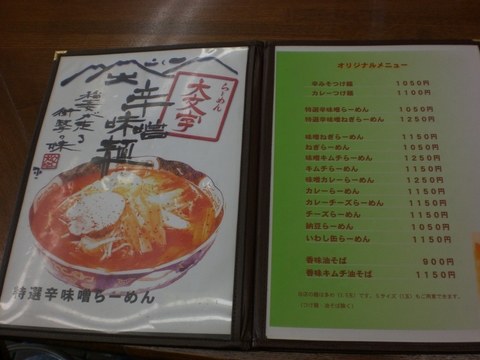 らーめん
大文字
辛味噌麺
特選辛味噌らーめん
オリジナルメニュー
辛みそつけ麺 1050円
カレーつけ麺 1100円
特選辛味噌らーめん 1050円
特選辛味噌ねぎらーめん 1250円
味噌らーめん 1150円
ねぎらーめん 1050円
味噌キムチらーめん 1250円
キムチらーめん 1150円
味噌カレーらーめん 1250円
カレーらーめん 1150円
カレーチーズらーめん 1250円
チーズらーめん 1150円
納豆らーめん 1050円
いわし缶らーめん 1150円
香味油そば 900円
香味キムチ油そば 1150円